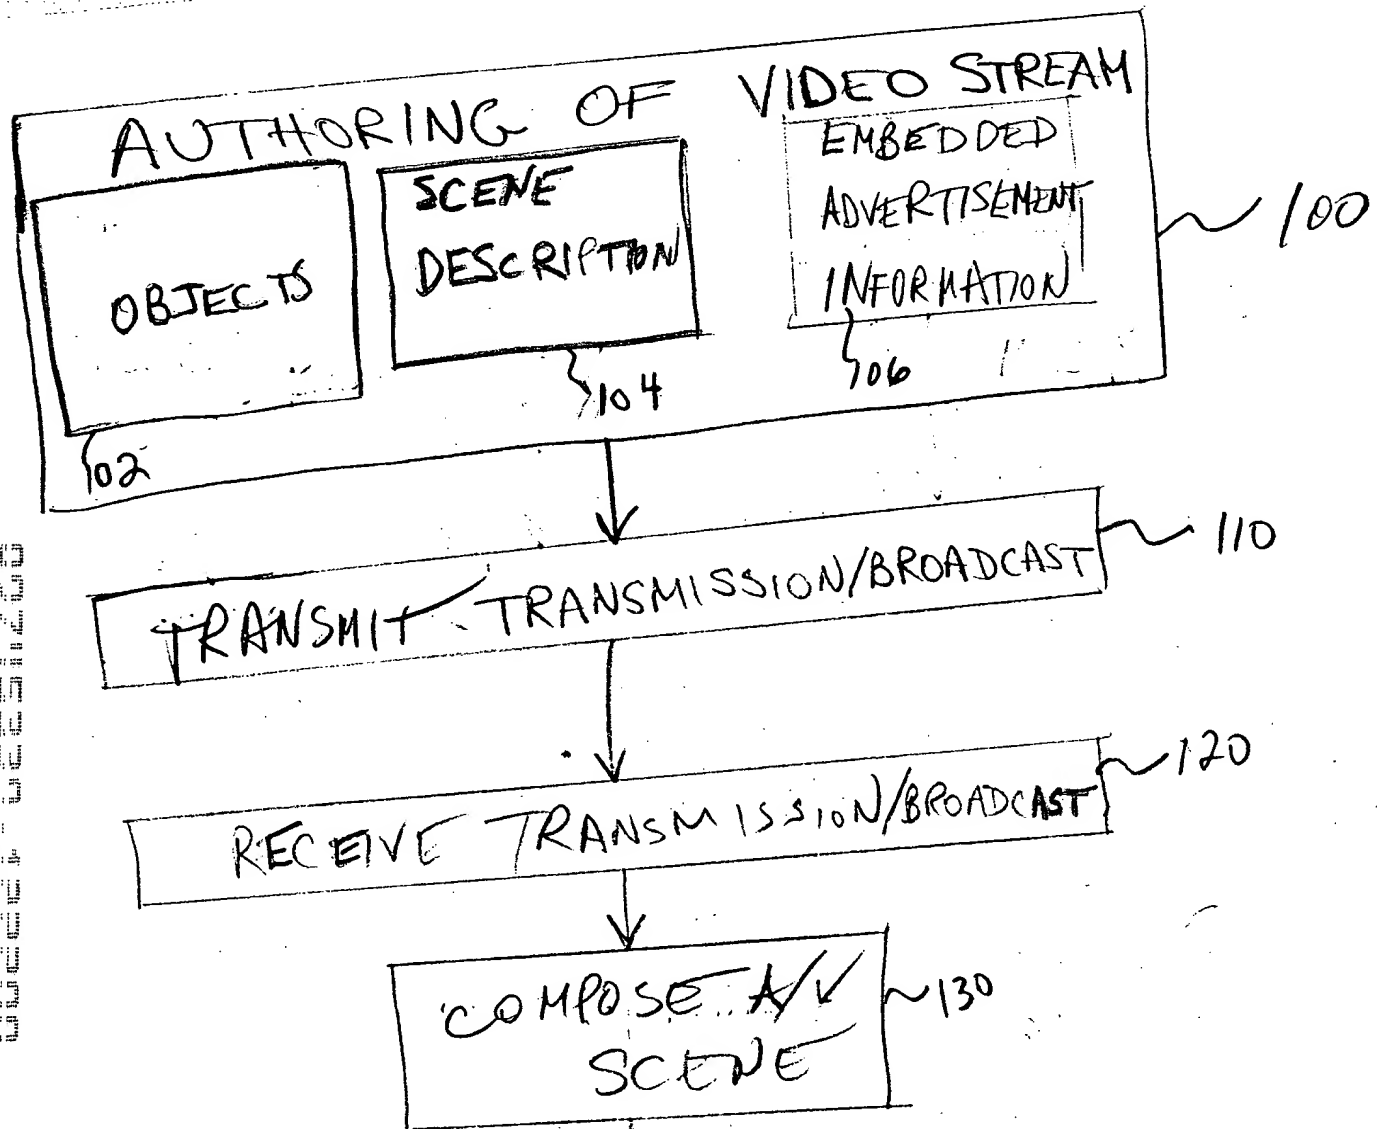 AUTHORING OF VIDEO STREAM
OBJECTS
102
SCENE
DESCRIPTION
104
EMBEDDED
ADVERTISEMENT
INFORMATION
106
100
TRANSMIT TRANSMISSION/BROADCAST
110
RECEIVE TRANSMISSION/BROADCAST
120
COMPOSE A/V
SCENE
130